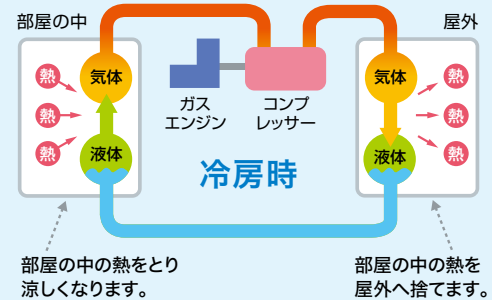 部屋の中
屋外
熱
気体
熱
熱
液体
ガス
エンジン
コンプ
レッサー
冷房時
気体
熱
熱
液体
熱
部屋の中の熱をとり
涼しくなります。
部屋の中の熱を
屋外へ捨てます。